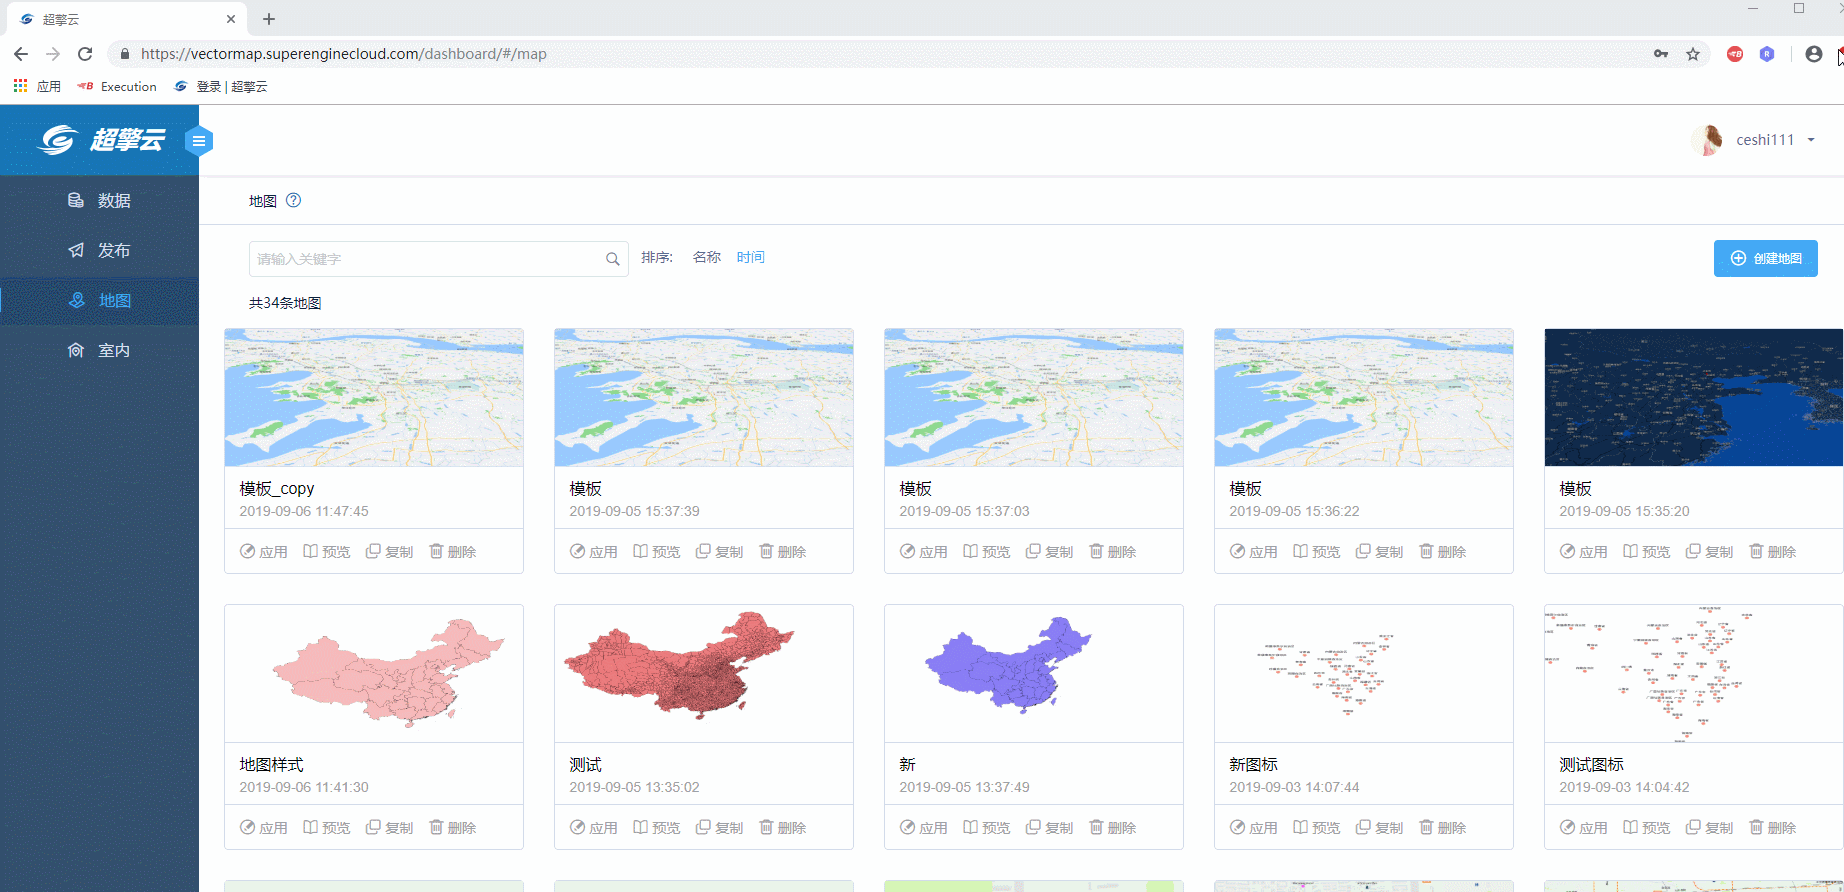 超擎云
https://vectormap.superenginecloud.com/dashboard/#/map
应用 Execution 登录 | 超擎云
超擎云
ceshi111
数据
发布
地图
室内
地图
请输入关键字
排序: 名称 时间
创建地图
共34条地图
模板_copy
2019-09-06 11:47:45
应用 预览 复制 删除
模板
2019-09-05 15:37:39
应用 预览 复制 删除
模板
2019-09-05 15:37:03
应用 预览 复制 删除
模板
2019-09-05 15:36:22
应用 预览 复制 删除
模板
2019-09-05 15:35:20
应用 预览 复制 删除
地图样式
2019-09-06 11:41:30
应用 预览 复制 删除
测试
2019-09-05 13:35:02
应用 预览 复制 删除
新
2019-09-05 13:37:49
应用 预览 复制 删除
新图标
2019-09-03 14:07:44
应用 预览 复制 删除
测试图标
2019-09-03 14:04:42
应用 预览 复制 删除